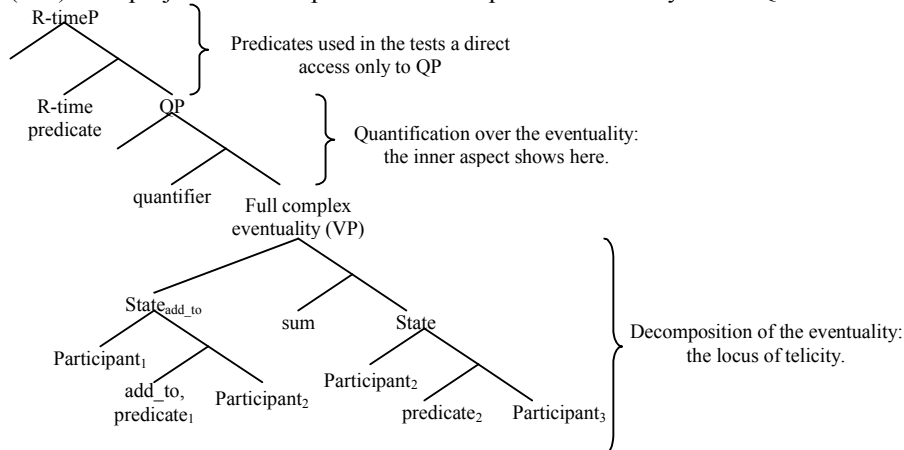 R-timeP
Predicates used in the tests a direct
access only to QP
R-time
predicate
QP
Quantification over the eventuality:
the inner aspect shows here.
quantifier
Full complex
eventuality (VP)
State add_to
sum
State
Participant1
add_to,
predicate1
Participant2
Participant2
predicate2
Participant3
Decomposition of the eventuality:
the locus of telicity.